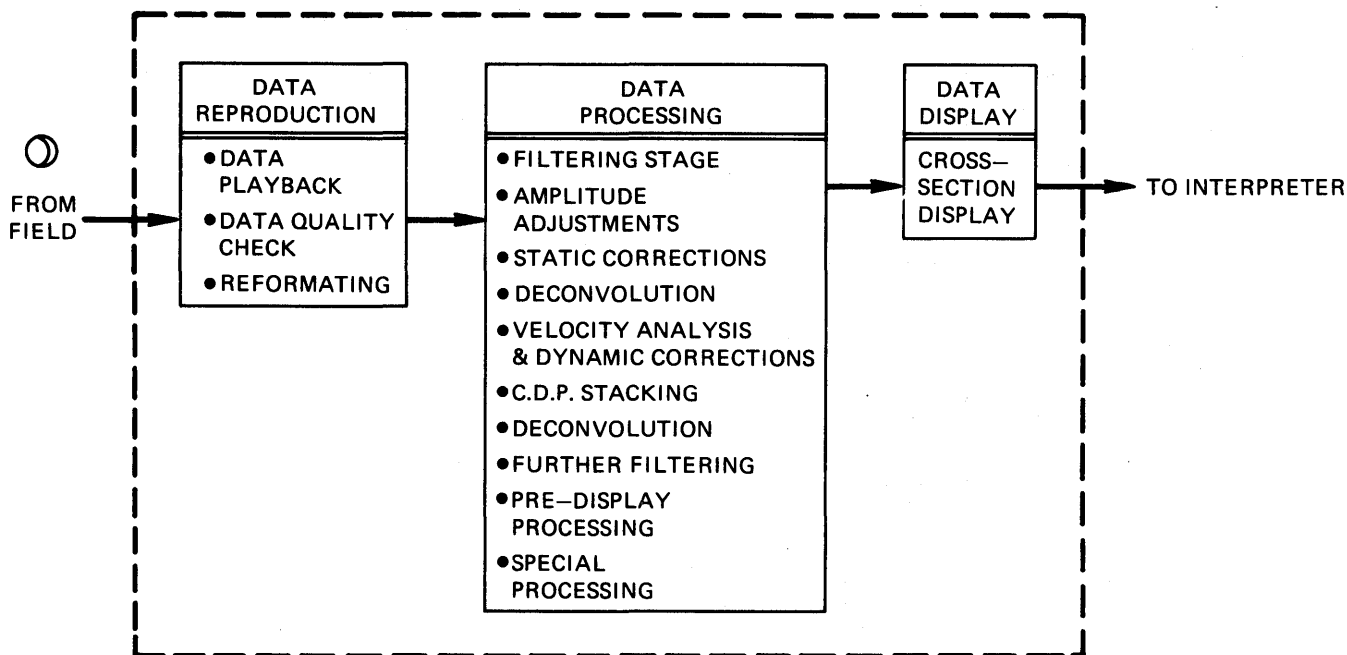 FROM
FIELD
DATA
REPRODUCTION
● DATA
PLAYBACK
● DATA QUALITY
CHECK
● REFORMATING
DATA
PROCESSING
● FILTERING STAGE
● AMPLITUDE
ADJUSTMENTS
● STATIC CORRECTIONS
● DECONVOLUTION
● VELOCITY ANALYSIS
& DYNAMIC CORRECTIONS
● C.D.P. STACKING
● DECONVOLUTION
● FURTHER FILTERING
● PRE–DISPLAY
PROCESSING
● SPECIAL
PROCESSING
DATA
DISPLAY
CROSS–
SECTION
DISPLAY
TO INTERPRETER